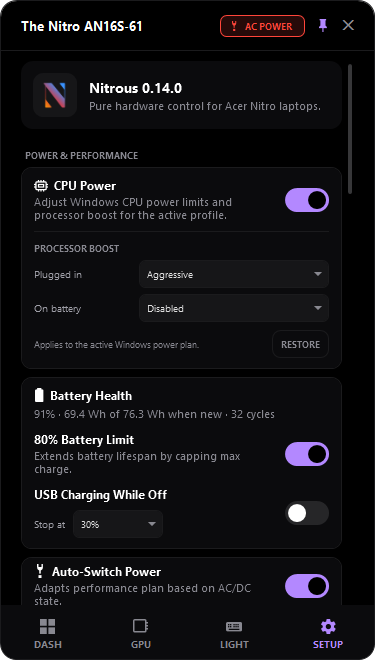 The Nitro AN16S-61
AC POWER
Nitrous 0.14.0
Pure hardware control for Acer Nitro laptops.
POWER & PERFORMANCE
CPU Power
Adjust Windows CPU power limits and
processor boost for the active profile.
PROCESSOR BOOST
Plugged in
Aggressive
On battery
Disabled
Applies to the active Windows power plan.
RESTORE
Battery Health
91% · 69.4 Wh of 76.3 Wh when new · 32 cycles
80% Battery Limit
Extends battery lifespan by capping max
charge.
USB Charging While Off
Stop at
30%
Auto-Switch Power
Adapts performance plan based on AC/DC
state.
DASH
GPU
LIGHT
SETUP